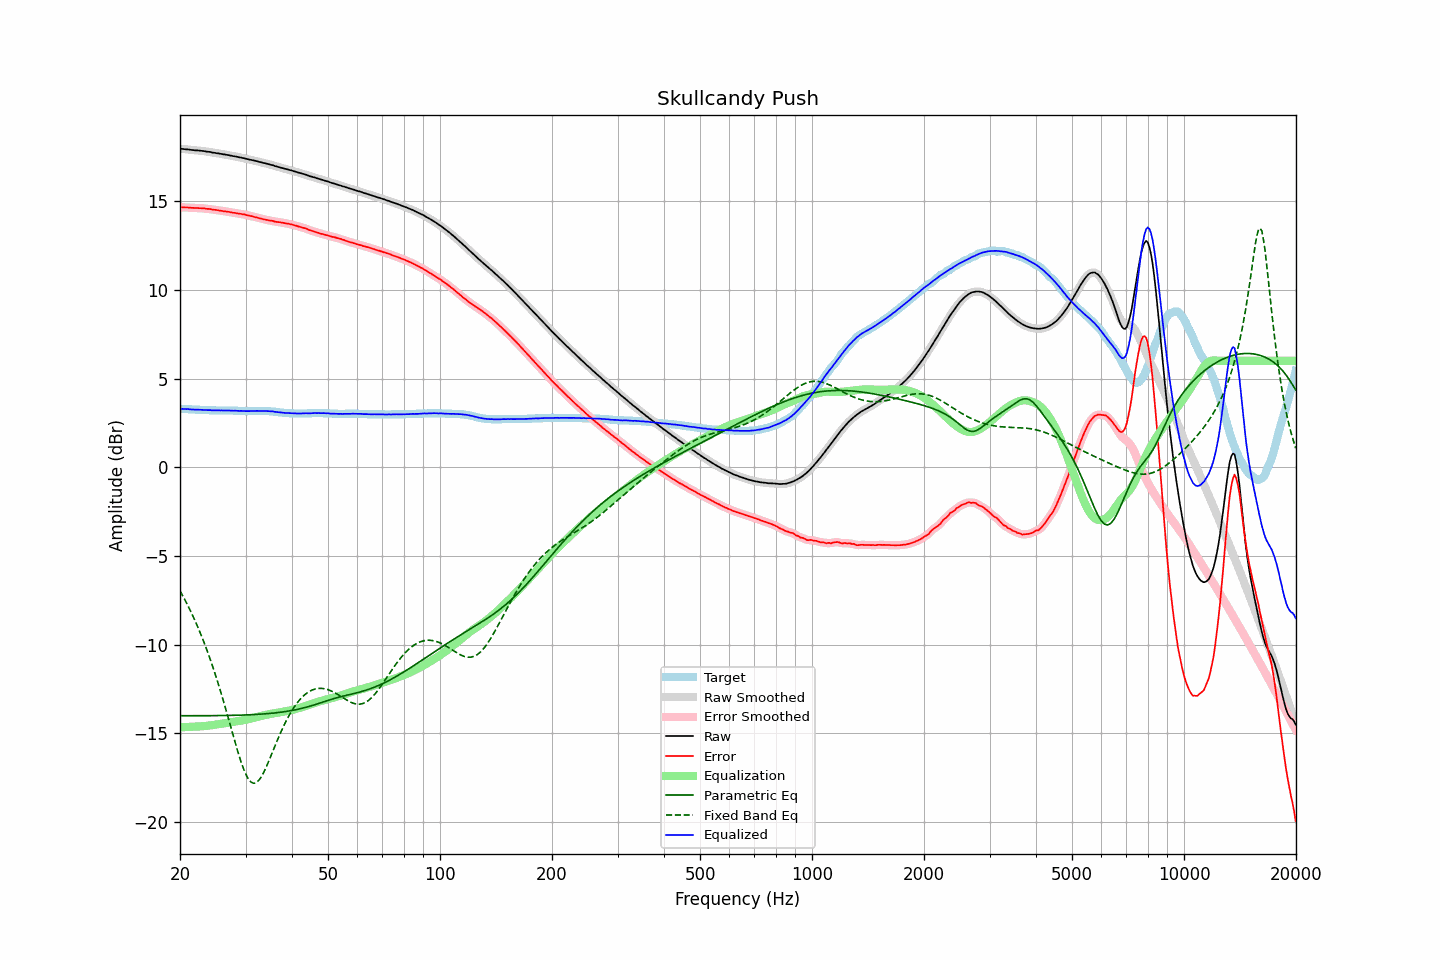 Skullcandy Push
Amplitude (dBr)
15
10
5
0
−5
−10
−15
−20
Target
Raw Smoothed
Error Smoothed
Raw
Error
Equalization
Parametric Eq
Fixed Band Eq
Equalized
20 50 100 200 500 1000 2000 5000 10000 20000
Frequency (Hz)